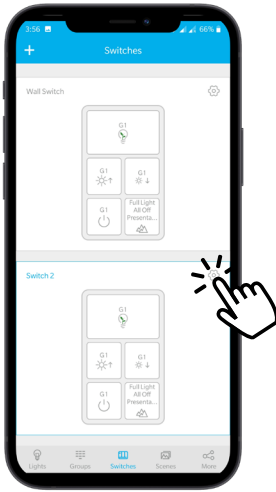 3:56 66%
+ Switches
Wall Switch
G1
G1 G1
G1 Full Light
All Off
Presenta...
Switch 2
G1
G1 G1
G1 Full Light
All Off
Presenta...
Lights Groups Switches Scenes More